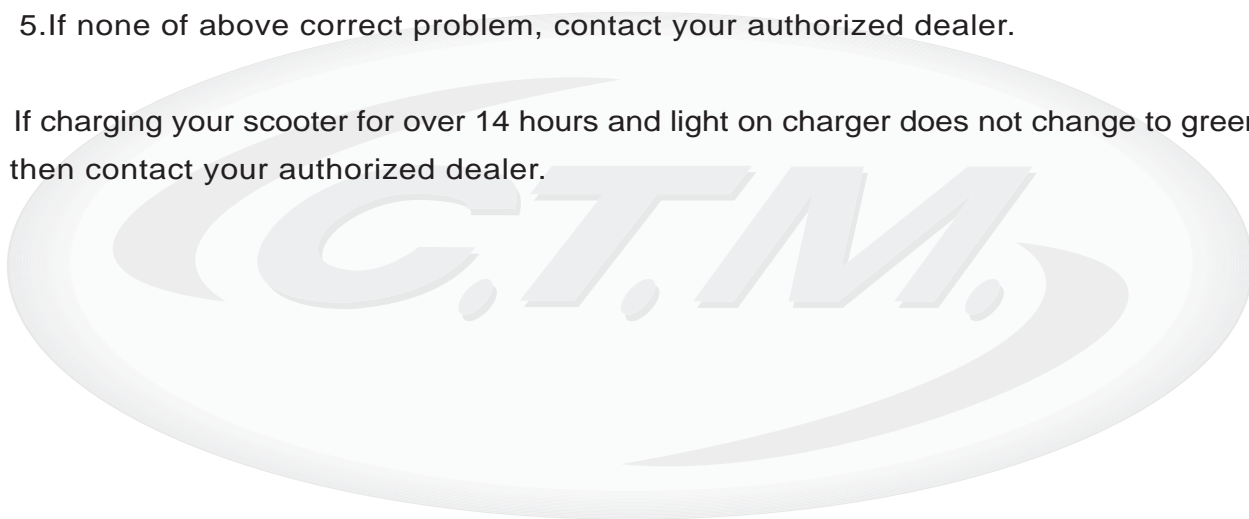 5.If none of above correct problem, contact your authorized dealer.
If charging your scooter for over 14 hours and light on charger does not change to green
then contact your authorized dealer.
C.T.M.